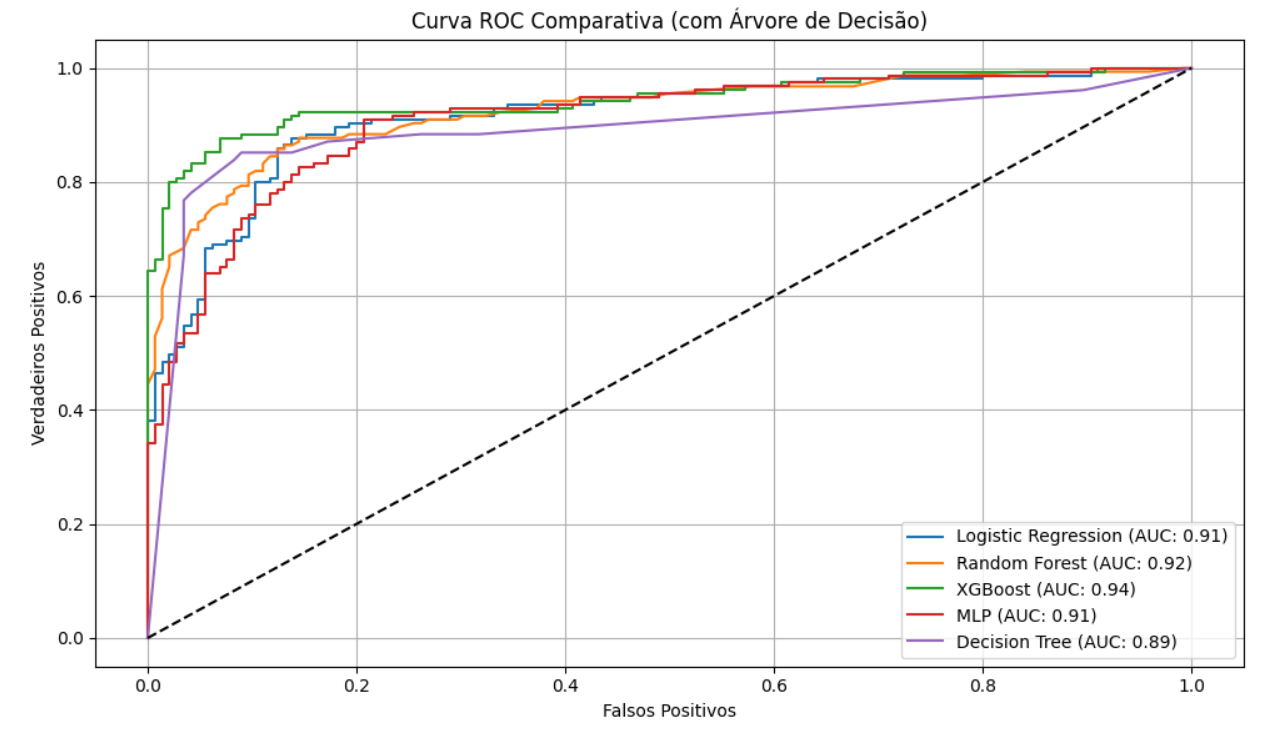 Curva ROC Comparativa (com Árvore de Decisão)
1.0
0.8
0.6
0.4
0.2
0.0
Verdadeiros Positivos
0.0 0.2 0.4 0.6 0.8 1.0
Falsos Positivos
Logistic Regression (AUC: 0.91)
Random Forest (AUC: 0.92)
XGBoost (AUC: 0.94)
MLP (AUC: 0.91)
Decision Tree (AUC: 0.89)